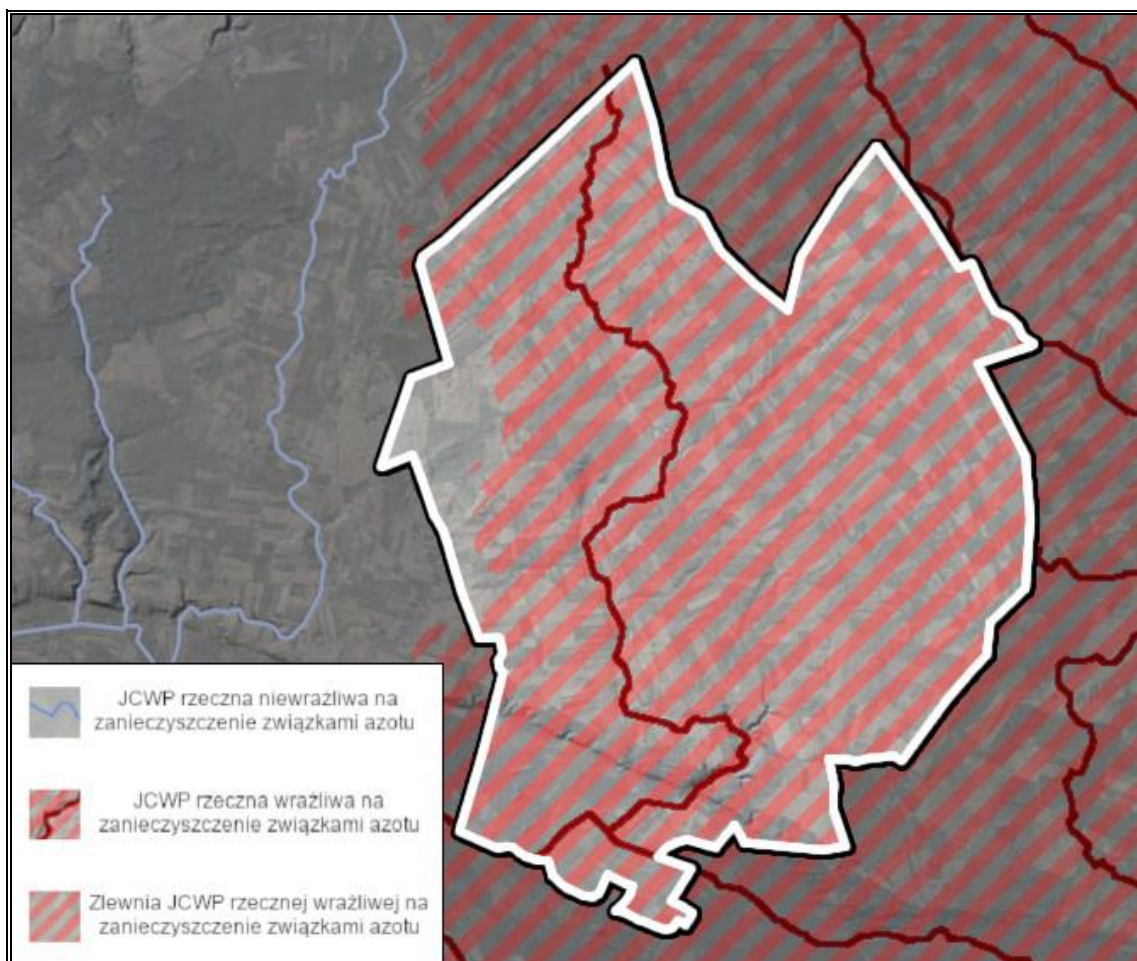 JCWP rzeczna niewrażliwa na
zanieczyszczenie związkami azotu
JCWP rzeczna wrażliwa na
zanieczyszczenie związkami azotu
Zlewnia JCWP rzecznej wrażliwej na
zanieczyszczenie związkami azotu